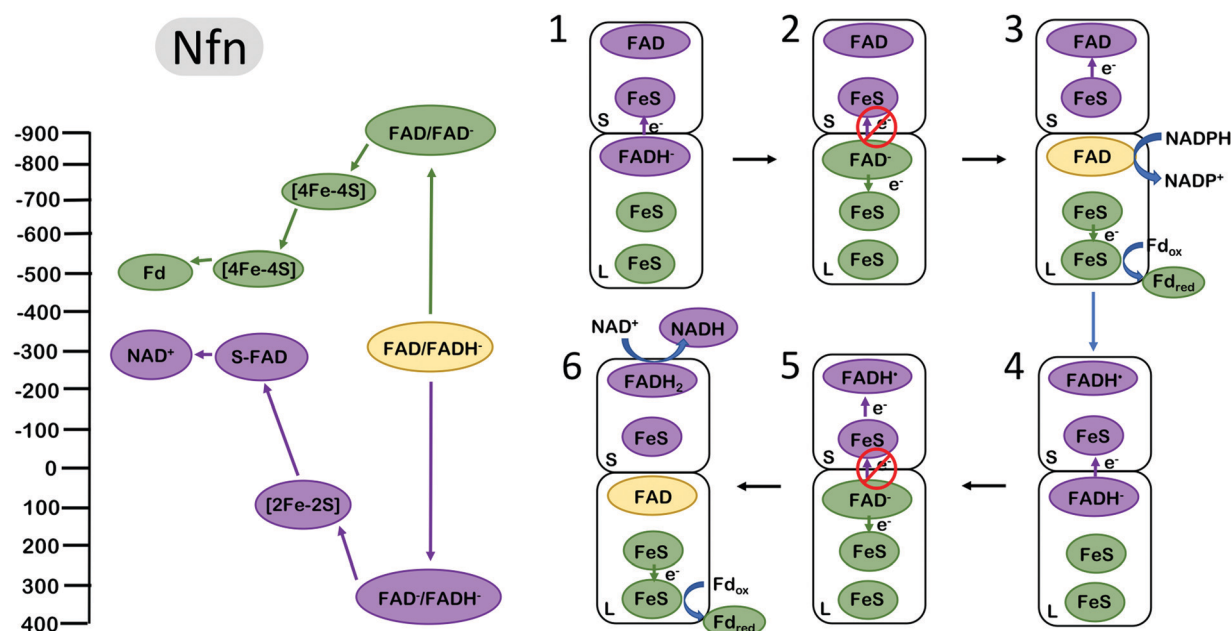 Nfn
-900
-800
-700
-600
-500
-400
-300
-200
-100
0
100
200
300
400
FAD/FAD⁻
[4Fe-4S]
[4Fe-4S]
Fd
FAD/FADH⁻
NAD⁺
S-FAD
[2Fe-2S]
FAD⁻/FADH⁻
1
FAD
FeS
S
e⁻
FADH⁻
FeS
L
FeS
2
FAD
FeS
S
e⁻
FAD⁻
e⁻
FeS
L
FeS
3
FAD
e⁻
FeS
S
FAD
NADPH
NADP⁺
FeS
e⁻
L
FeS
Fdox
Fdred
6
NAD⁺
NADH
FADH₂
FeS
S
FAD
FeS
e⁻
L
FeS
Fdox
Fdred
5
FADH•
e⁻
FeS
S
e⁻
FAD⁻
e⁻
FeS
L
FeS
4
FADH•
FeS
S
e⁻
FADH⁻
FeS
L
FeS